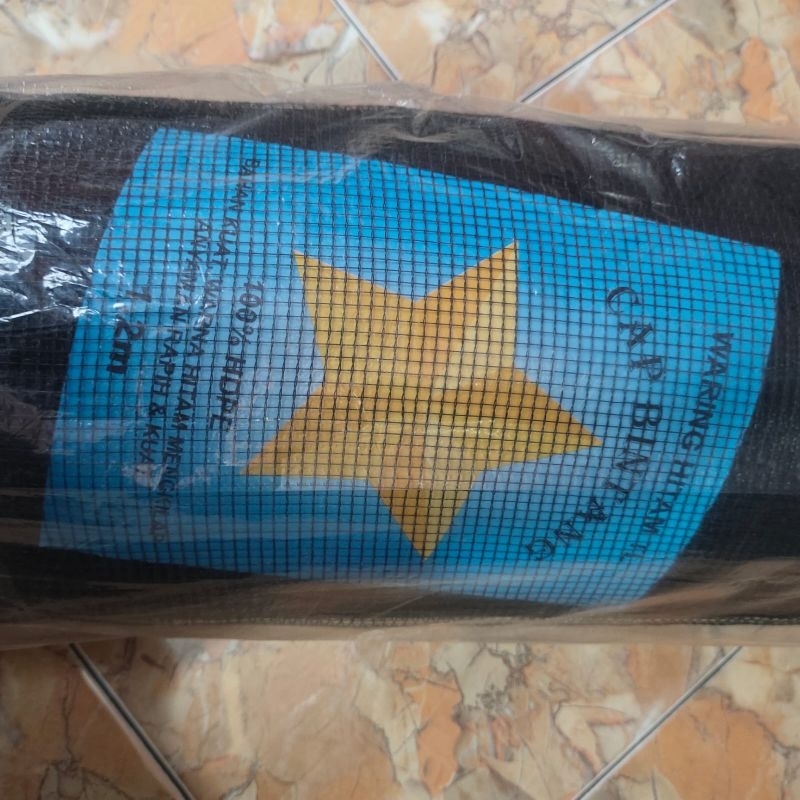 WARING HITAM
CAP BINTANG
100% HDPE
BAHAN KUAT, WARNA HITAM MENGKILAP
ANYAMAN RAPIH & KUAT
1,2m